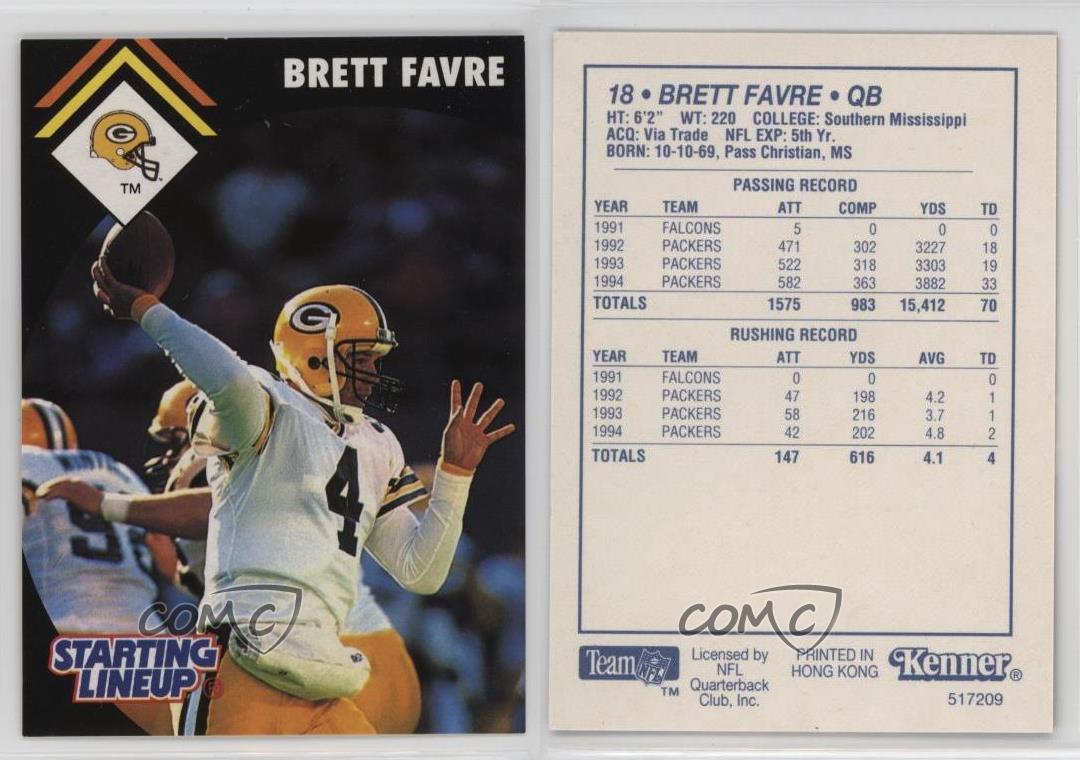 BRETT FAVRE
G
TM
G
4
COMC
STARTING
LINEUP®
18 • BRETT FAVRE • QB
HT: 6'2" WT: 220 COLLEGE: Southern Mississippi
ACQ: Via Trade NFL EXP: 5th Yr.
BORN: 10-10-69, Pass Christian, MS
PASSING RECORD
YEAR TEAM ATT COMP YDS TD
1991 FALCONS 5 0 0 0
1992 PACKERS 471 302 3227 18
1993 PACKERS 522 318 3303 19
1994 PACKERS 582 363 3882 33
TOTALS 1575 983 15,412 70
RUSHING RECORD
YEAR TEAM ATT YDS AVG TD
1991 FALCONS 0 0 0
1992 PACKERS 47 198 4.2 1
1993 PACKERS 58 216 3.7 1
1994 PACKERS 42 202 4.8 2
TOTALS 147 616 4.1 4
COMC
Team NFL TM
Licensed by
NFL
Quarterback
Club, Inc.
PRINTED IN
HONG KONG
Kenner®
517209